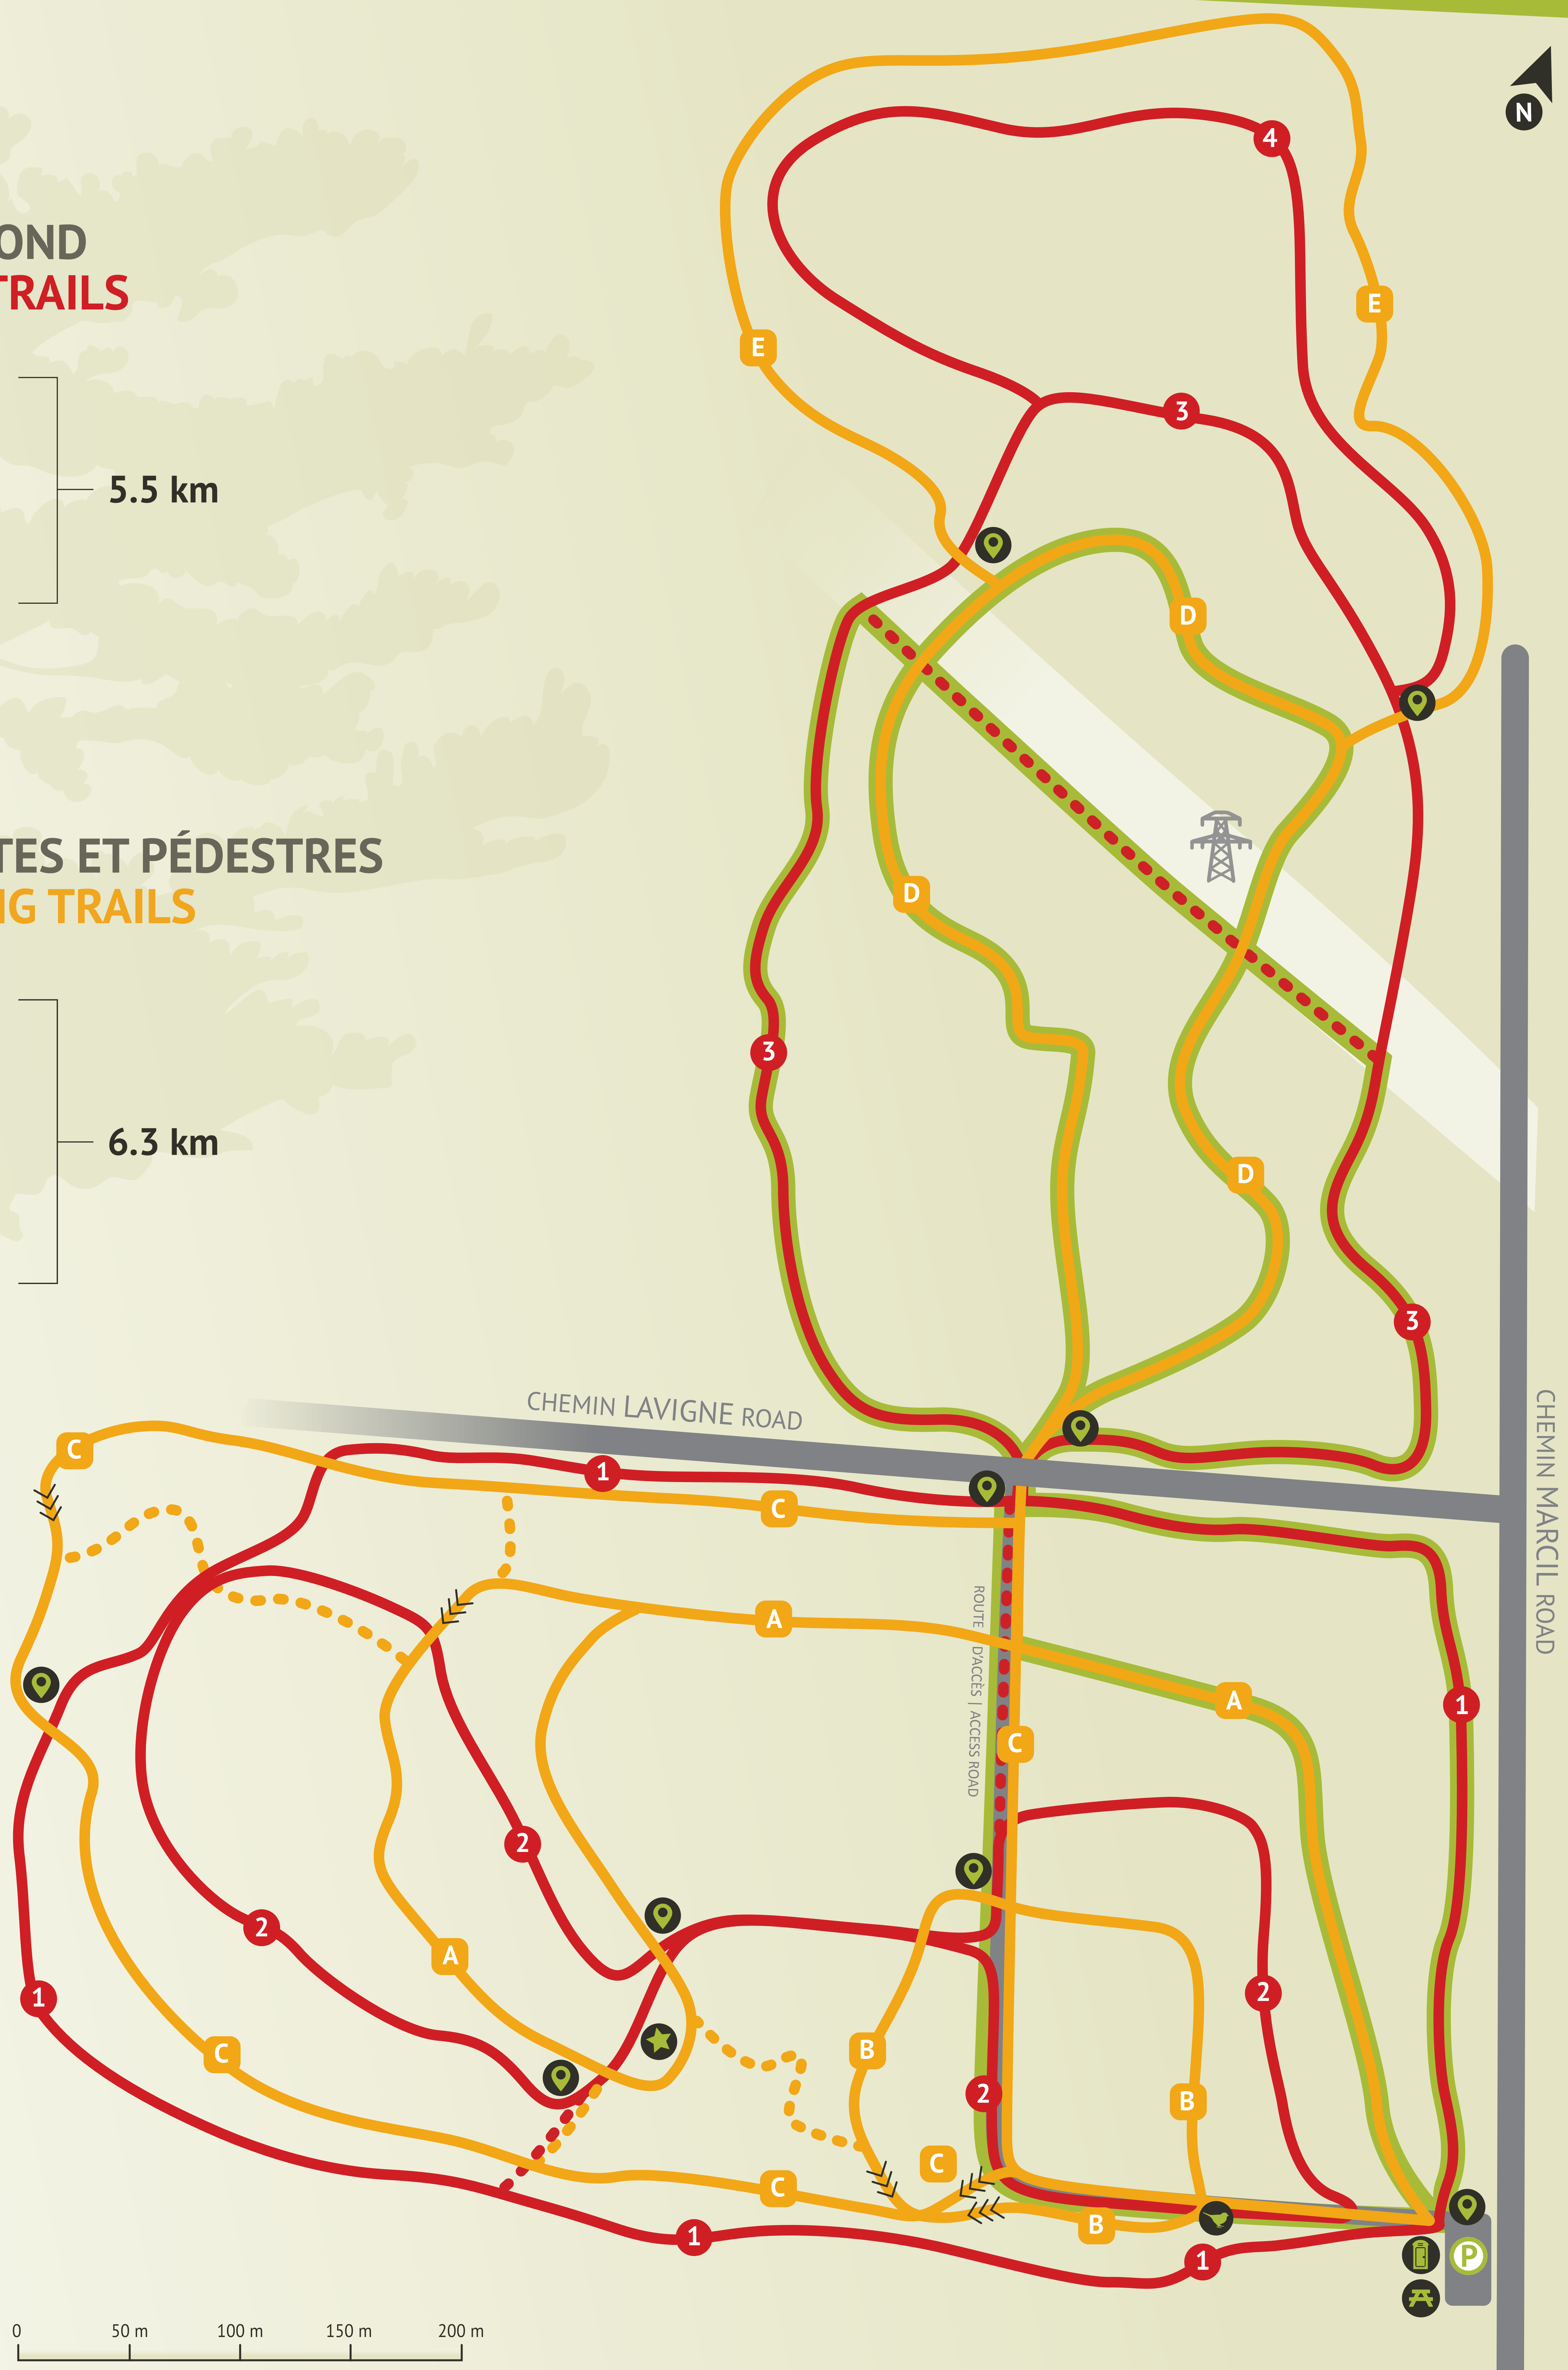 N
4
E
E
3
OND
TRAILS
5.5 km
D
D
TES ET PÉDESTRES
NG TRAILS
3
6.3 km
D
3
CHEMIN LAVIGNE ROAD
CHEMIN MARCIL ROAD
C
1
C
A
ROUTE D'ACCÈS | ACCESS ROAD
A
1
C
2
2
A
1
2
B
C
2
B
C
C
B
1
1
P
0
50 m
100 m
150 m
200 m